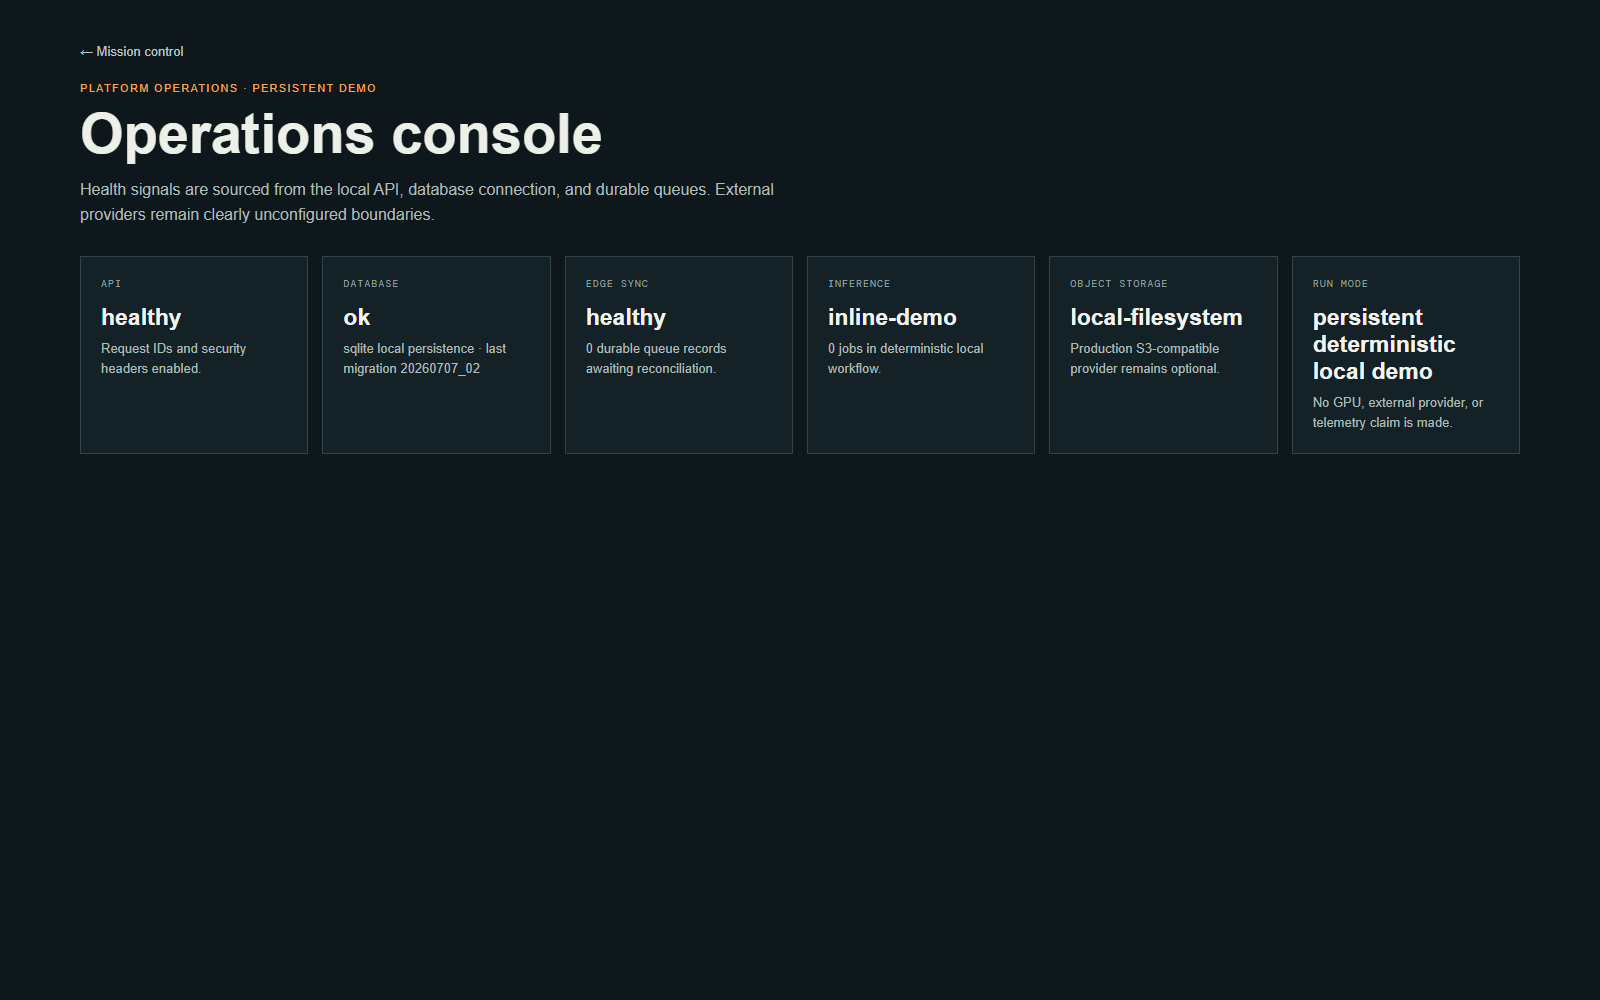 ← Mission control
PLATFORM OPERATIONS · PERSISTENT DEMO
Operations console
Health signals are sourced from the local API, database connection, and durable queues. External
providers remain clearly unconfigured boundaries.
API
healthy
Request IDs and security
headers enabled.
DATABASE
ok
sqlite local persistence · last
migration 20260707_02
EDGE SYNC
healthy
0 durable queue records
awaiting reconciliation.
INFERENCE
inline-demo
0 jobs in deterministic local
workflow.
OBJECT STORAGE
local-filesystem
Production S3-compatible
provider remains optional.
RUN MODE
persistent
deterministic
local demo
No GPU, external provider, or
telemetry claim is made.